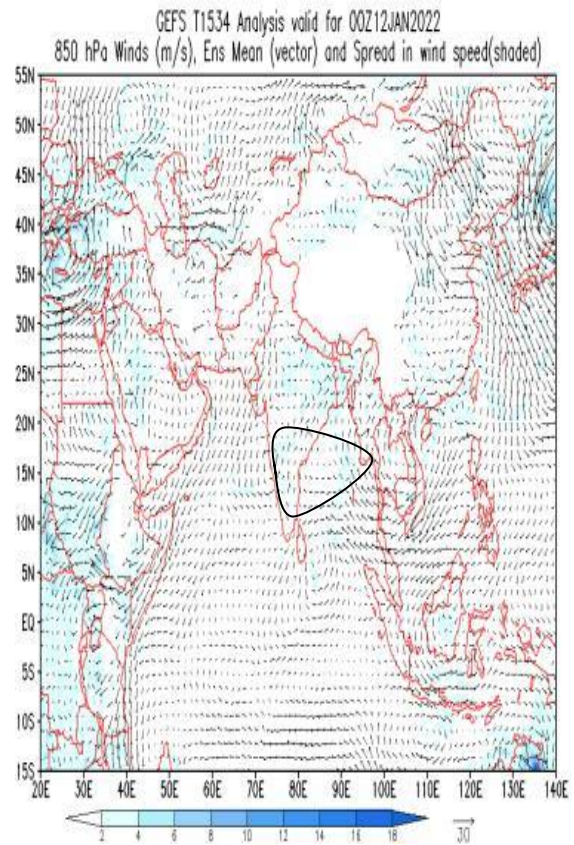 GEFS T1534 Analysis valid for 00Z12JAN2022
850 hPa Winds (m/s), Ens Mean (vector) and Spread in wind speed(shaded)
55N
50N
45N
40N
35N
30N
25N
20N
15N
10N
5N
EQ
5S
10S
15S
20E 30E 40E 50E 60E 70E 80E 90E 100E 110E 120E 130E 140E
2 4 6 8 10 12 14 16 18
30